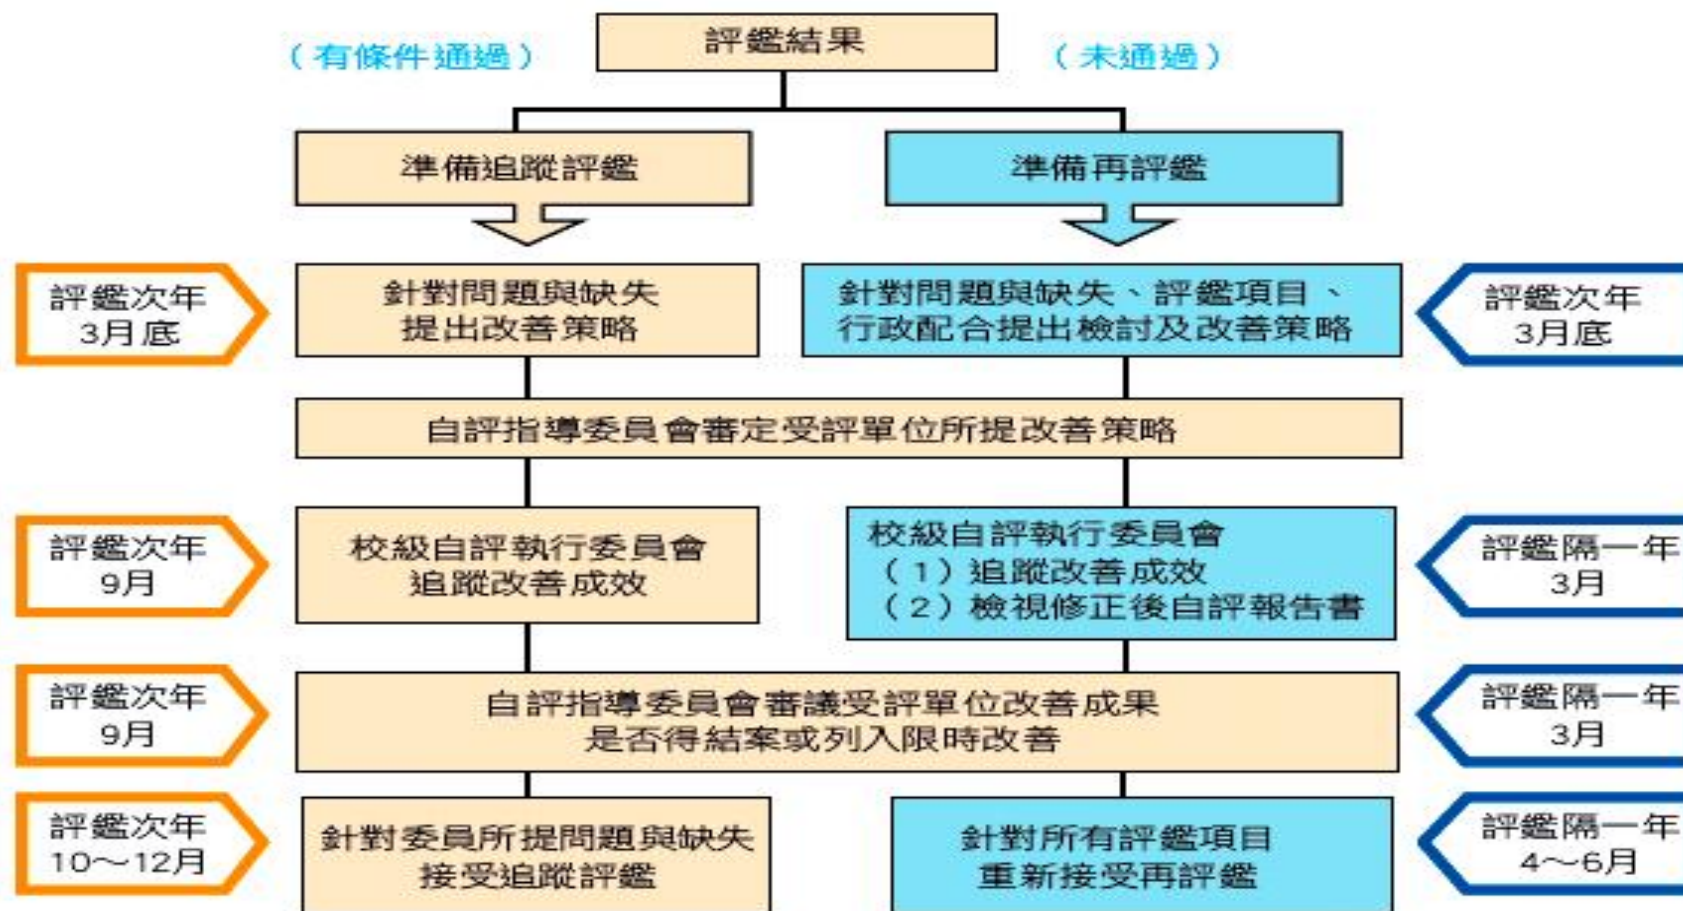 評鑑結果
（有條件通過）
（未通過）
準備追蹤評鑑
準備再評鑑
評鑑次年
3月底
針對問題與缺失
提出改善策略
針對問題與缺失、評鑑項目、
行政配合提出檢討及改善策略
評鑑次年
3月底
自評指導委員會審定受評單位所提改善策略
評鑑次年
9月
校級自評執行委員會
追蹤改善成效
校級自評執行委員會
（1）追蹤改善成效
（2）檢視修正後自評報告書
評鑑隔一年
3月
評鑑次年
9月
自評指導委員會審議受評單位改善成果
是否得結案或列入限時改善
評鑑隔一年
3月
評鑑次年
10～12月
針對委員所提問題與缺失
接受追蹤評鑑
針對所有評鑑項目
重新接受再評鑑
評鑑隔一年
4～6月